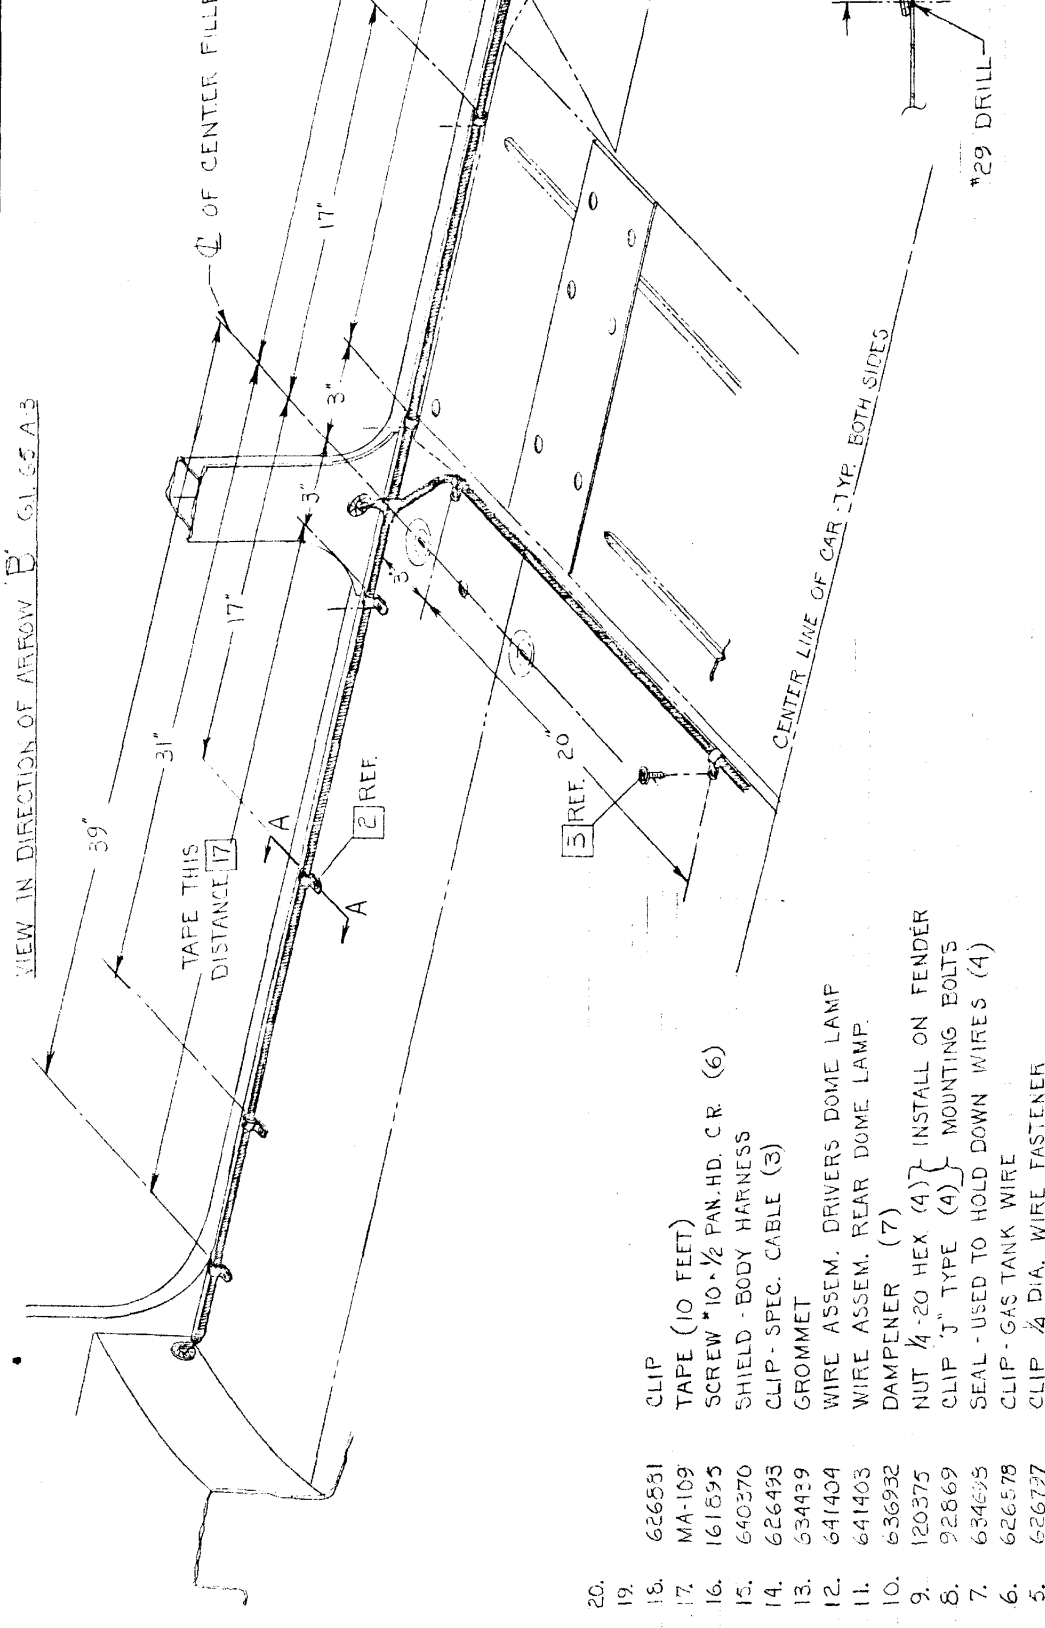 VIEW IN DIRECTION OF ARROW "B" G1.65 A3
39"
31"
17"
TAPE THIS
DISTANCE 17
3"
3"
17"
℄ OF CENTER PILLE
A
A
2 REF.
3"
20"
3 REF.
CENTER LINE OF CAR - TYP. BOTH SIDES
#29 DRILL
20.
19.
18. 626881 CLIP
17. MA-109 TAPE (10 FEET)
16. 161895 SCREW #10 x 1/2 PAN. HD. C R. (6)
15. 640370 SHIELD - BODY HARNESS
14. 626493 CLIP - SPEC. CABLE (3)
13. 634439 GROMMET
12. 641404 WIRE ASSEM. DRIVERS DOME LAMP
11. 641403 WIRE ASSEM. REAR DOME LAMP.
10. 636932 DAMPENER (7)
9. 120375 NUT 1/4-20 HEX. (4) } INSTALL ON FENDER
8. 92869 CLIP "J" TYPE (4) } MOUNTING BOLTS
7. SEAL - USED TO HOLD DOWN WIRES (4)
6. 626578 CLIP - GAS TANK WIRE
5. 626797 CLIP 1/4 DIA. WIRE FASTENER